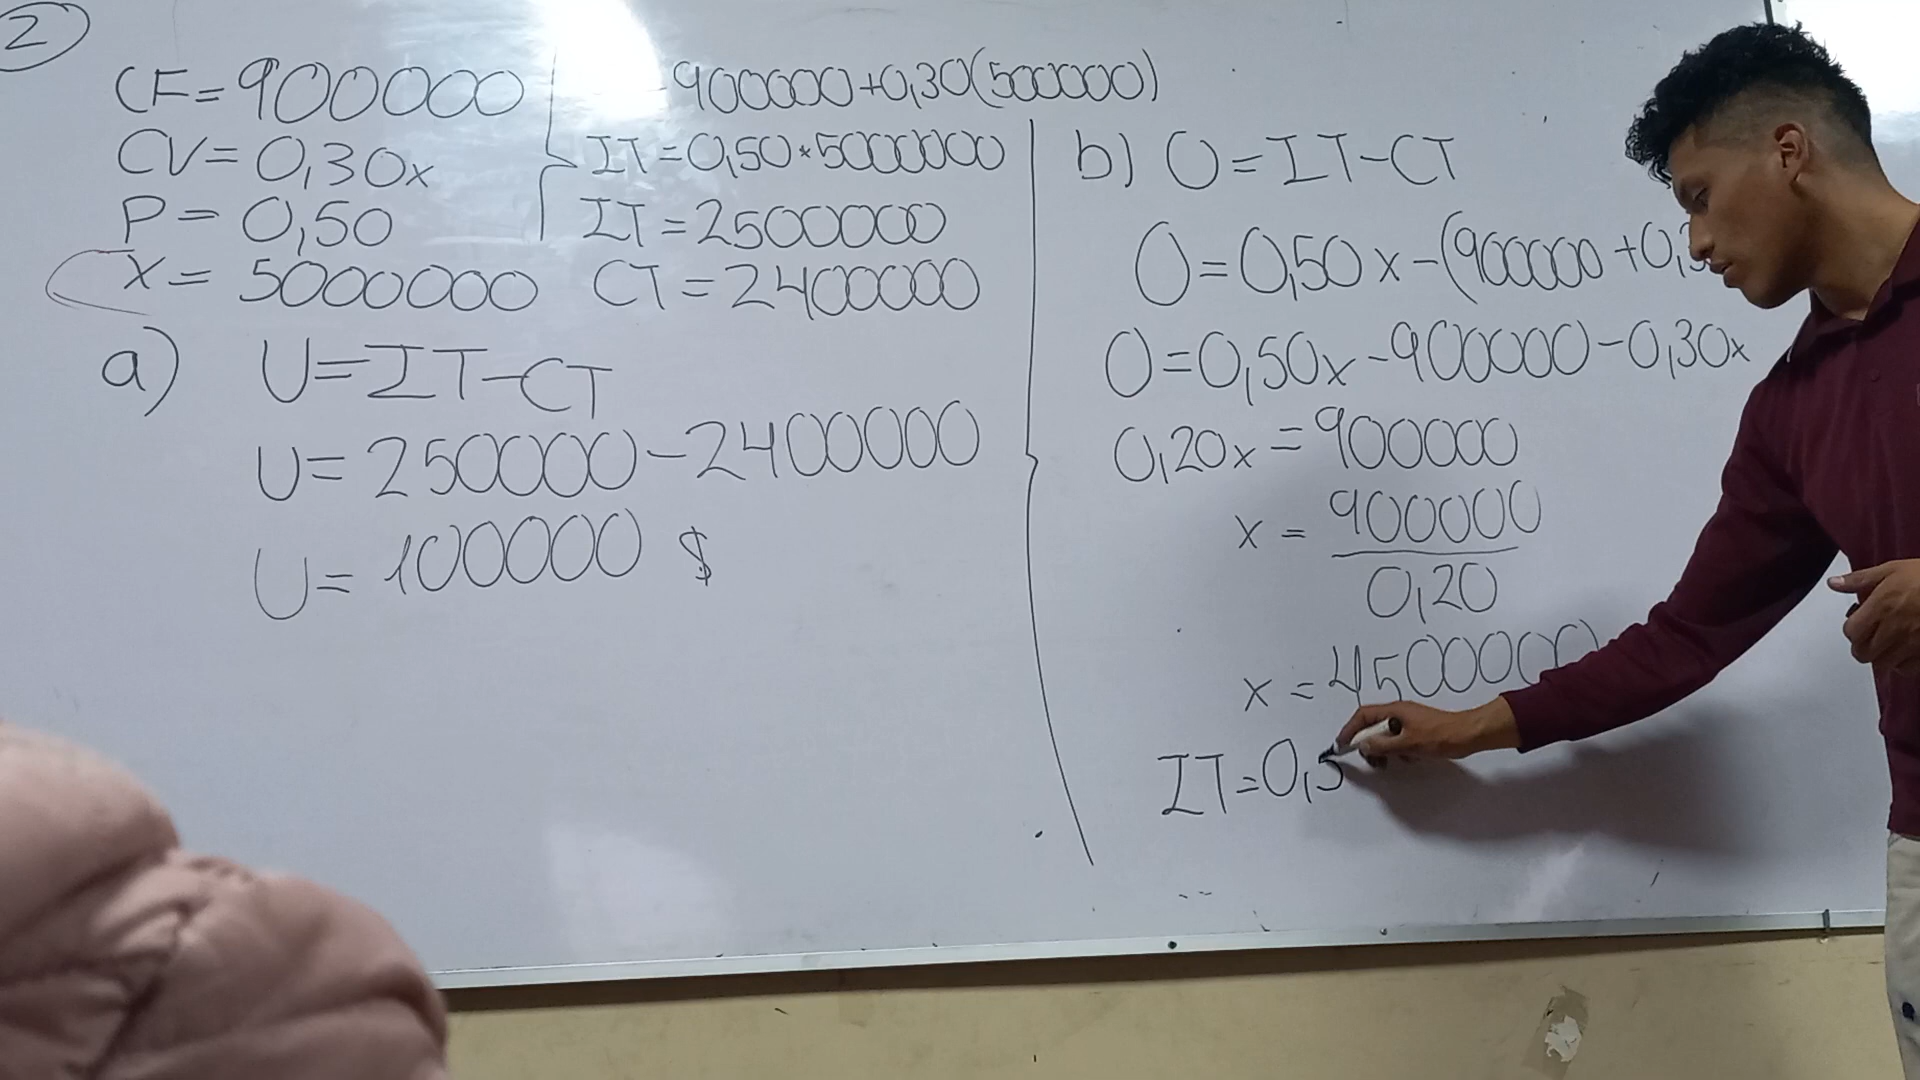 2
CF=900000
CV=0,30x
P=0,50
x=5000000
900000+0,30(500000)
IT=0,50*5000000
IT=2500000
CT=2400000
a) U=IT-CT
U=250000-2400000
U=100000 $
b) 0=IT-CT
0=0,50x-(900000+0,3
0=0,50x-900000-0,30x
0,20x=900000
x=900000
0,20
x=4500000
IT=0,5